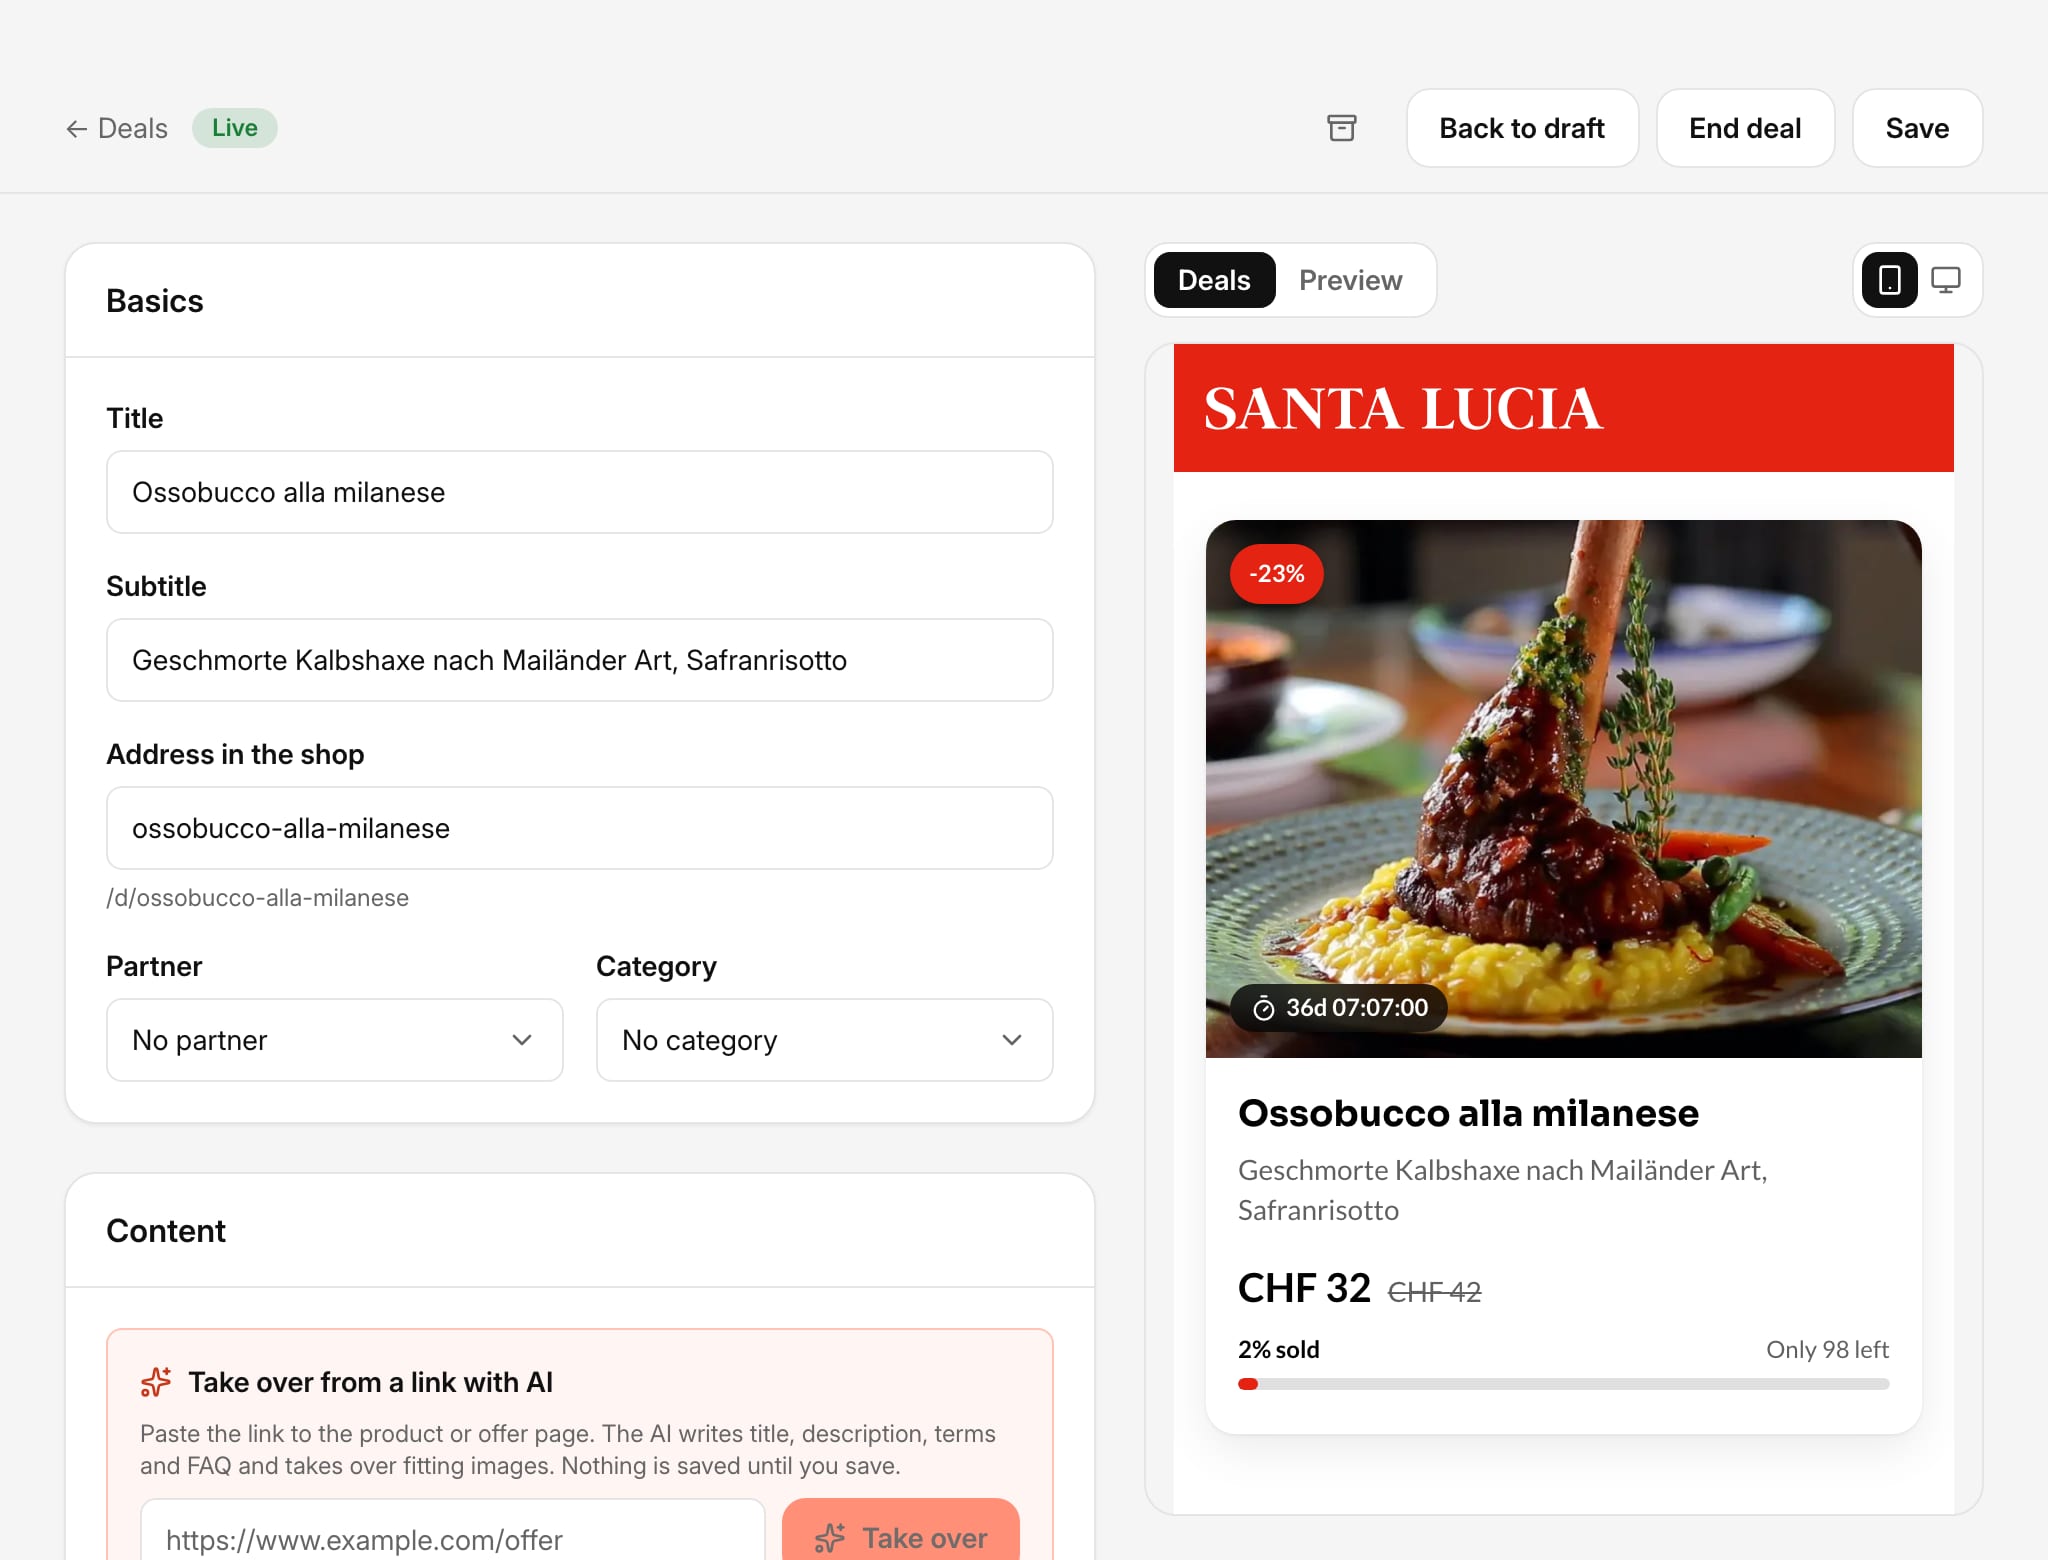 Deals
Live
Back to draft
End deal
Save
Basics
Title
Ossobucco alla milanese
Subtitle
Geschmorte Kalbshaxe nach Mailänder Art, Safranrisotto
Address in the shop
ossobucco-alla-milanese
/d/ossobucco-alla-milanese
Partner
Category
No partner
No category
Content
Take over from a link with AI
Paste the link to the product or offer page. The AI writes title, description, terms
and FAQ and takes over fitting images. Nothing is saved until you save.
https://www.example.com/offer
Take over
Deals
Preview
SANTA LUCIA
-23%
36d 07:07:00
Ossobucco alla milanese
Geschmorte Kalbshaxe nach Mailänder Art,
Safranrisotto
CHF 32 CHF 42
2% sold
Only 98 left